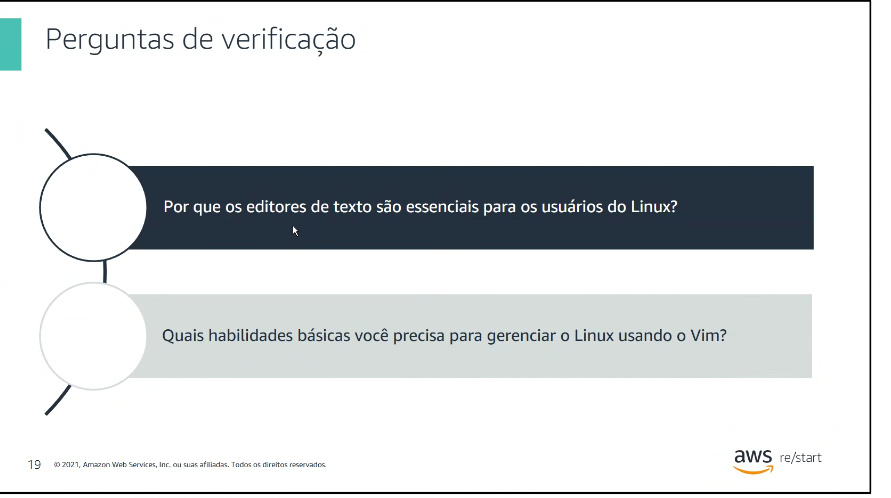 Perguntas de verificação
Por que os editores de texto são essenciais para os usuários do Linux?
Quais habilidades básicas você precisa para gerenciar o Linux usando o Vim?
19 © 2021, Amazon Web Services, Inc. ou suas afiliadas. Todos os direitos reservados.
aws re/start